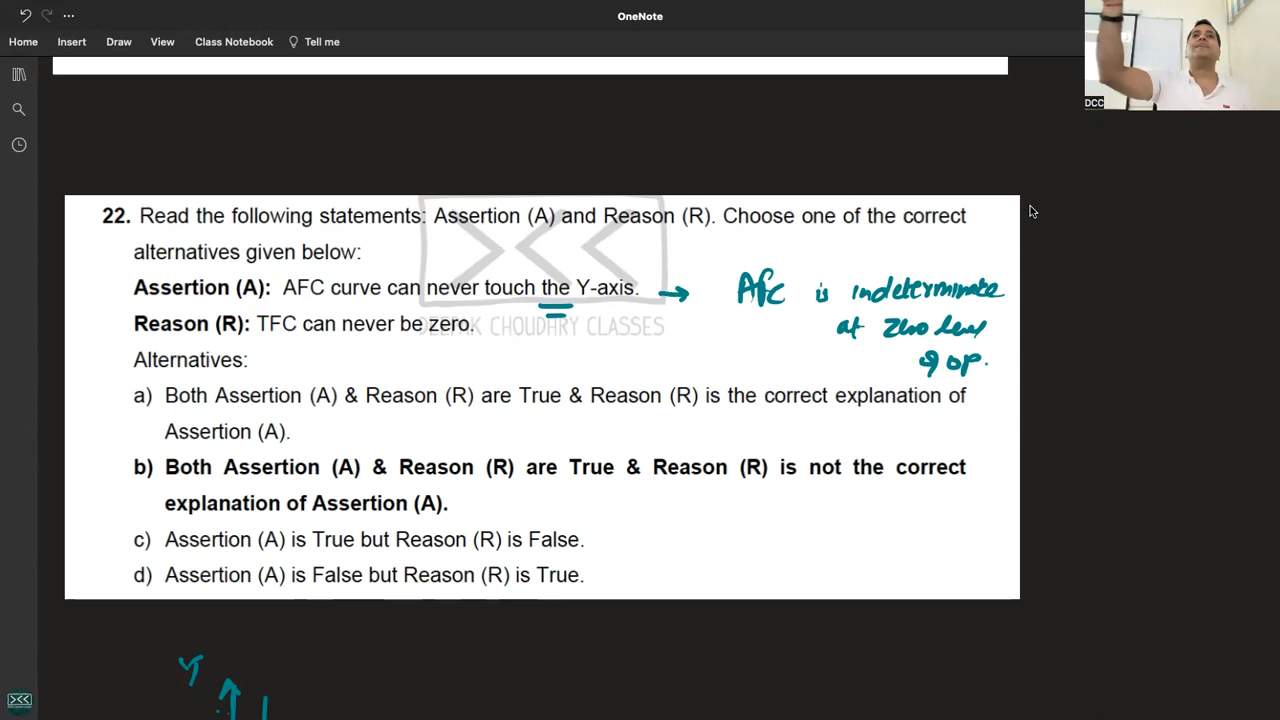 OneNote
Home Insert Draw View Class Notebook Tell me
DCC
22. Read the following statements: Assertion (A) and Reason (R). Choose one of the correct
alternatives given below:
Assertion (A): AFC curve can never touch the Y-axis. → Afc is indeterminate
DEEPAK CHOUDHARY CLASSES
Reason (R): TFC can never be zero. at zero level
of op.
Alternatives:
a) Both Assertion (A) & Reason (R) are True & Reason (R) is the correct explanation of
Assertion (A).
b) Both Assertion (A) & Reason (R) are True & Reason (R) is not the correct
explanation of Assertion (A).
c) Assertion (A) is True but Reason (R) is False.
d) Assertion (A) is False but Reason (R) is True.
Y